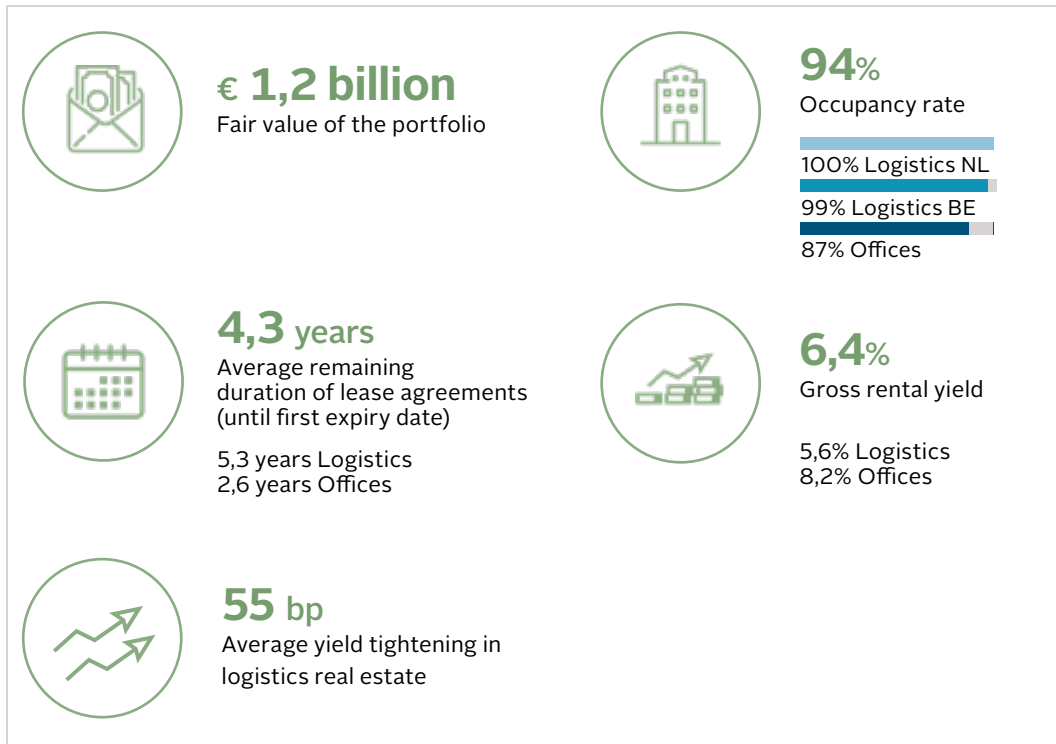 € 1,2 billion
Fair value of the portfolio
94%
Occupancy rate
100% Logistics NL
99% Logistics BE
87% Offices
4,3 years
Average remaining
duration of lease agreements
(until first expiry date)
5,3 years Logistics
2,6 years Offices
6,4%
Gross rental yield
5,6% Logistics
8,2% Offices
55 bp
Average yield tightening in
logistics real estate